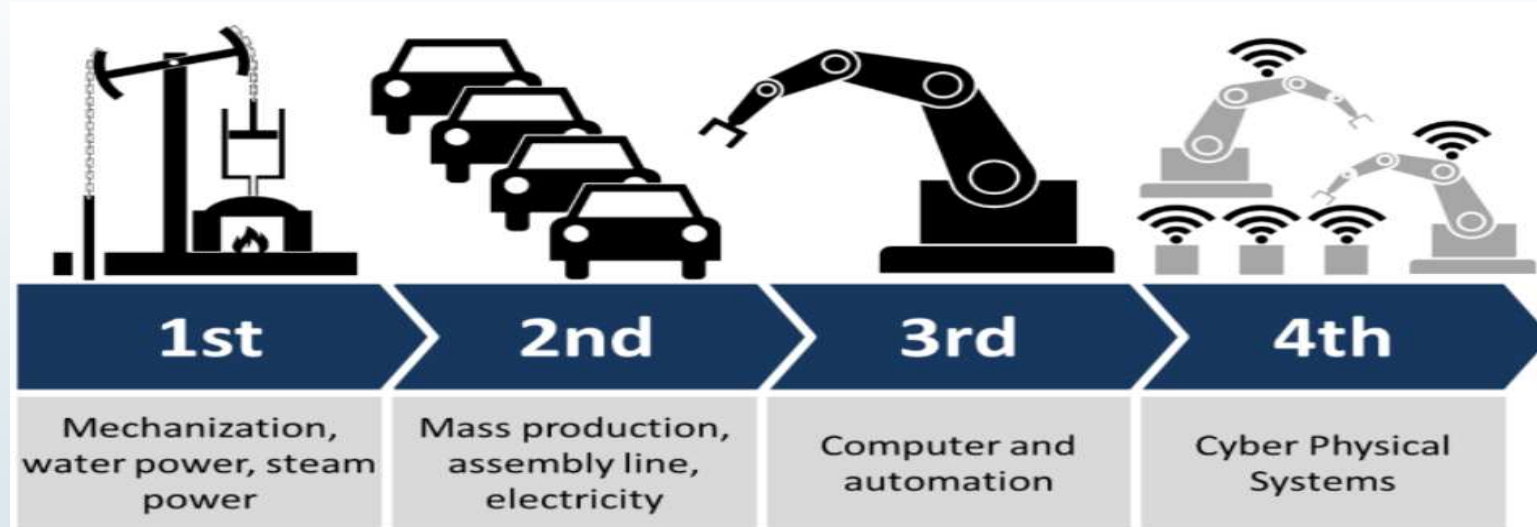 1st
2nd
3rd
4th
Mechanization,
water power, steam
power
Mass production,
assembly line,
electricity
Computer and
automation
Cyber Physical
Systems